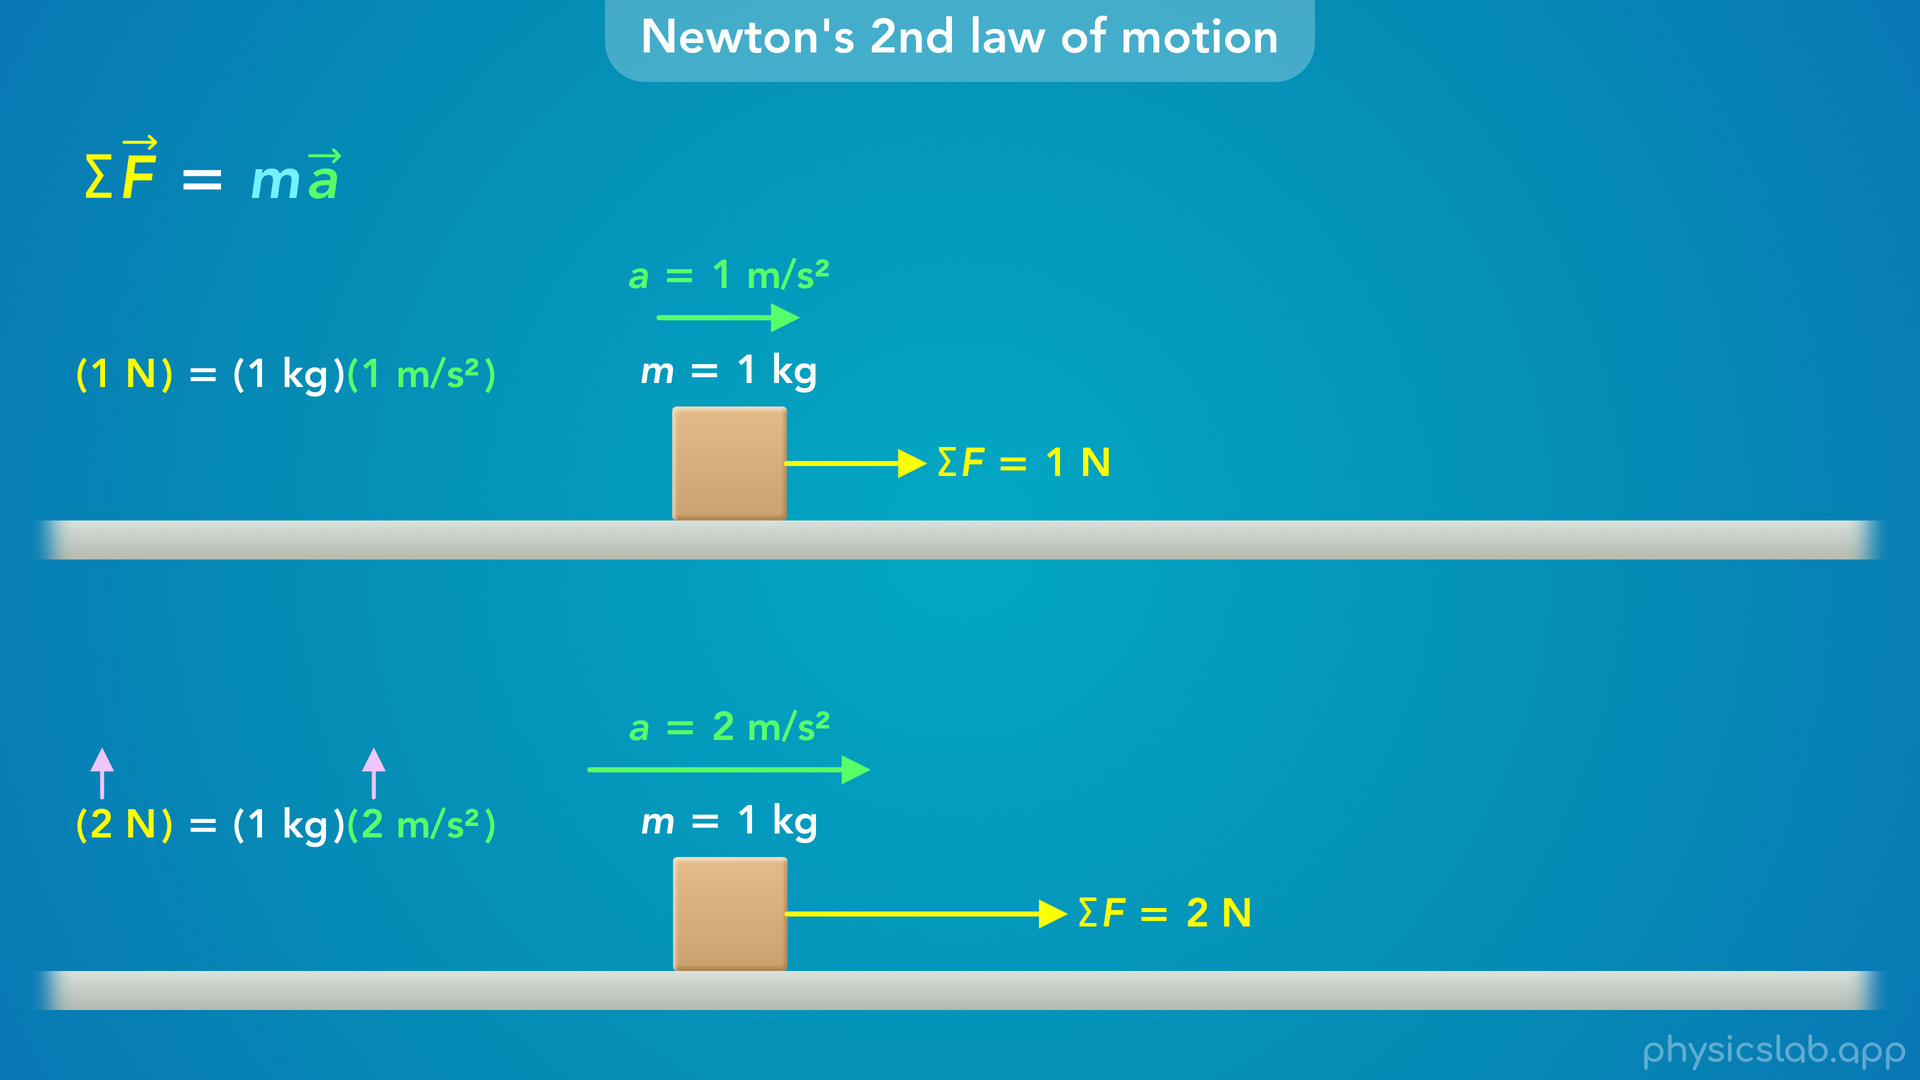 Newton's 2nd law of motion
ΣF⃗ = ma⃗
a = 1 m/s²
(1 N) = (1 kg)(1 m/s²)
m = 1 kg
ΣF = 1 N
a = 2 m/s²
(2 N) = (1 kg)(2 m/s²)
m = 1 kg
ΣF = 2 N
physicslab.app